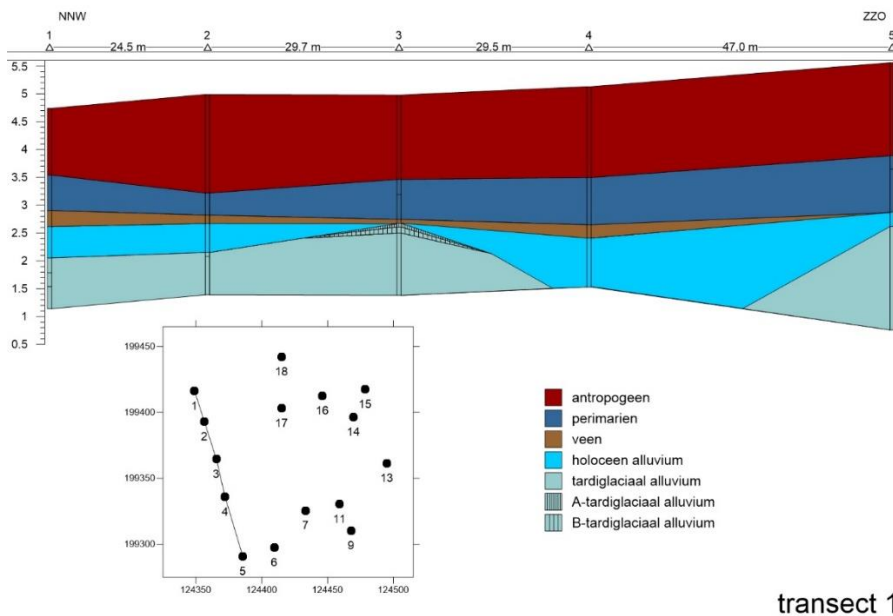 NNW ZZO
1 2 3 4 5
24.5 m 29.7 m 29.5 m 47.0 m
5.5
5
4.5
4
3.5
3
2.5
2
1.5
1
0.5
199450
199400
199350
199300
18
1
16
15
17
2
14
3
13
4
11
7
9
6
5
124350 124400 124450 124500
antropogeen
perimarien
veen
holoceen alluvium
tardiglaciaal alluvium
A-tardiglaciaal alluvium
B-tardiglaciaal alluvium
transect 1